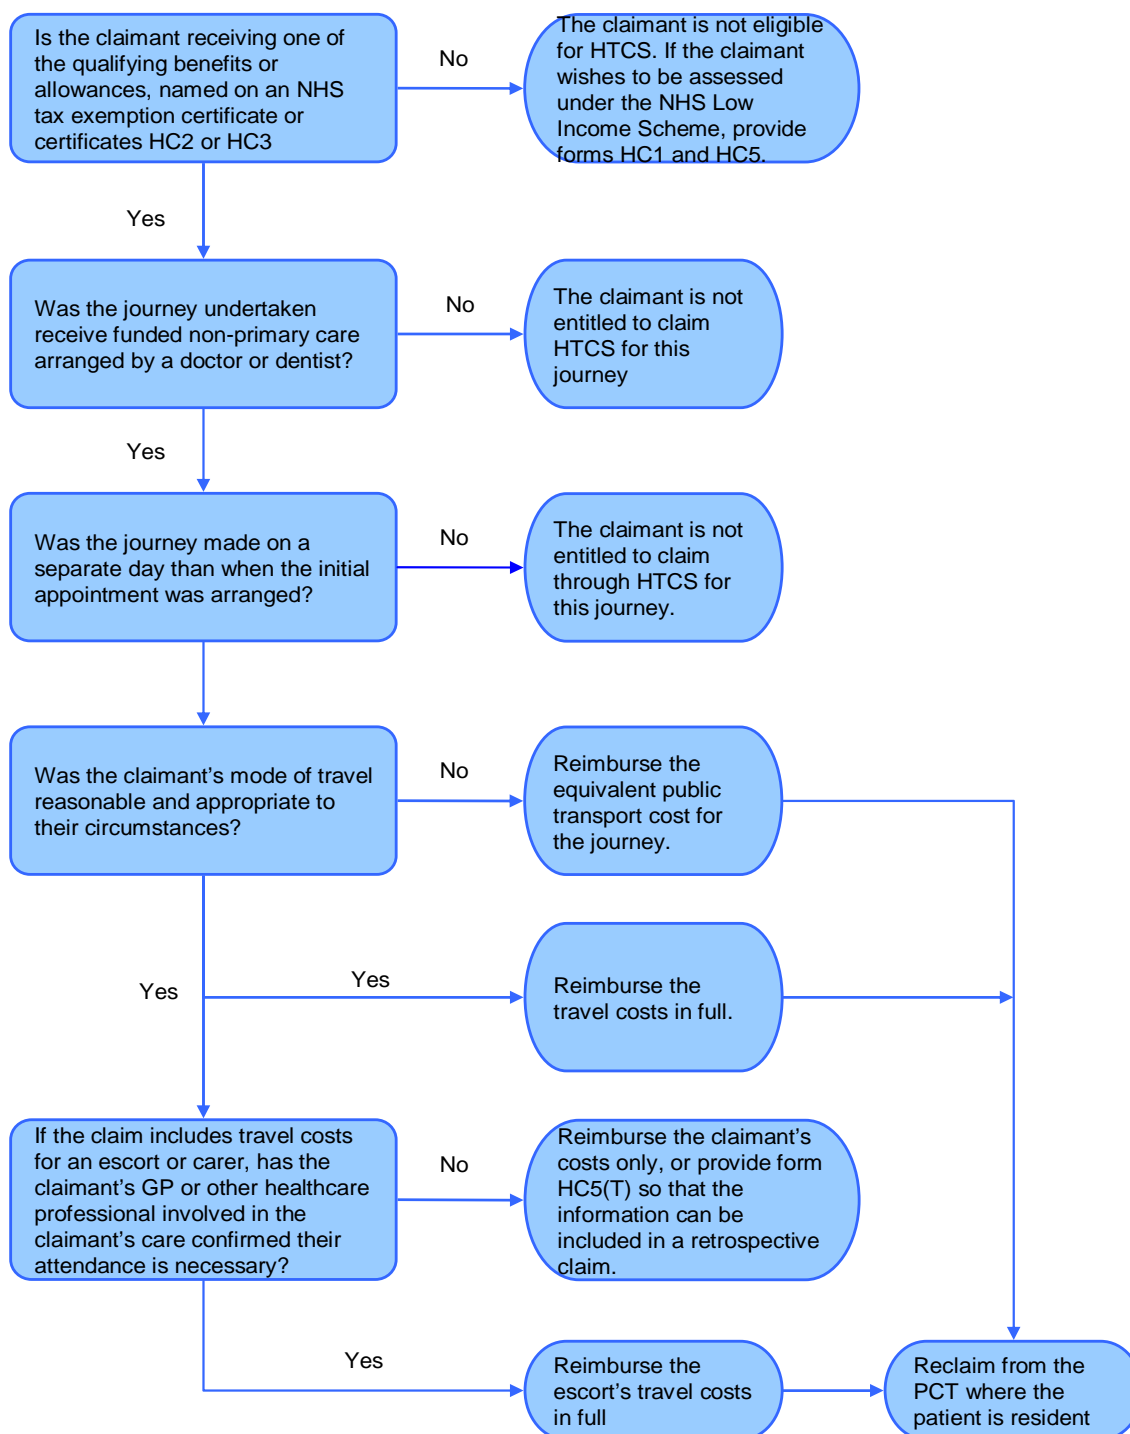 Is the claimant receiving one of
the qualifying benefits or
allowances, named on an NHS
tax exemption certificate or
certificates HC2 or HC3
No
The claimant is not eligible
for HTCS. If the claimant
wishes to be assessed
under the NHS Low
Income Scheme, provide
forms HC1 and HC5.
Yes
Was the journey undertaken
receive funded non-primary care
arranged by a doctor or dentist?
No
The claimant is not
entitled to claim
HTCS for this
journey
Yes
Was the journey made on a
separate day than when the initial
appointment was arranged?
No
The claimant is not
entitled to claim
through HTCS for
this journey.
Was the claimant’s mode of travel
reasonable and appropriate to
their circumstances?
No
Reimburse the
equivalent public
transport cost for
the journey.
Yes
Yes
Reimburse the
travel costs in full.
If the claim includes travel costs
for an escort or carer, has the
claimant’s GP or other healthcare
professional involved in the
claimant’s care confirmed their
attendance is necessary?
No
Reimburse the claimant’s
costs only, or provide form
HC5(T) so that the
information can be
included in a retrospective
claim.
Yes
Reimburse the
escort’s travel costs
in full
Reclaim from the
PCT where the
patient is resident